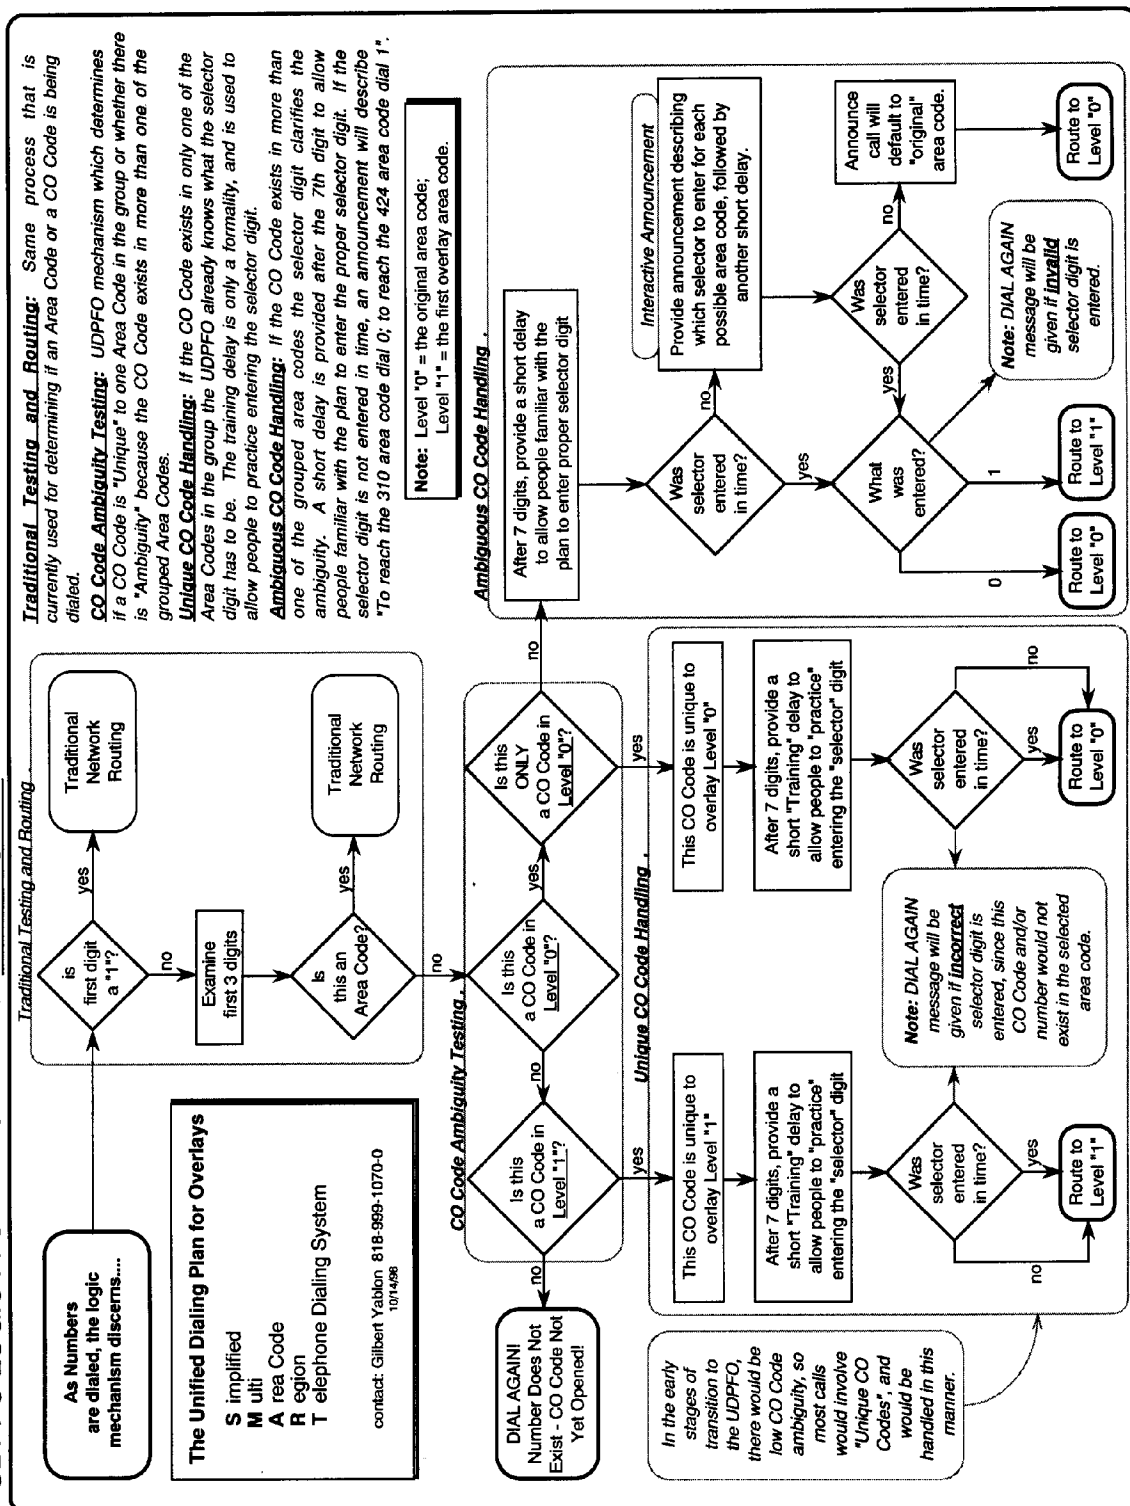 As Numbers
are dialed, the logic
mechanism discerns....
The Unified Dialing Plan for Overlays
S implified
M ulti
A rea Code
R egion
T elephone Dialing System
contact: Gilbert Yablon 818-999-1070-0
10/14/98
Traditional Testing and Routing
is
first digit
a "1"?
yes
Traditional
Network
Routing
no
Examine
first 3 digits
Is
this an
Area Code?
yes
Traditional
Network
Routing
no
Traditional Testing and Routing: Same process that is
currently used for determining if an Area Code or a CO Code is being
dialed.
CO Code Ambiguity Testing: UDPFO mechanism which determines
if a CO Code is "Unique" to one Area Code in the group or whether there
is "Ambiguity" because the CO Code exists in more than one of the
grouped Area Codes.
Unique CO Code Handling: If the CO Code exists in only one of the
Area Codes in the group the UDPFO already knows what the selector
digit has to be. The training delay is only a formality, and is used to
allow people to practice entering the selector digit.
Ambiguous CO Code Handling: If the CO Code exists in more than
one of the grouped area codes the selector digit clarifies the
ambiguity. A short delay is provided after the 7th digit to allow
people familiar with the plan to enter the proper selector digit. If the
selector digit is not entered in time, an announcement will describe
"To reach the 310 area code dial 0; to reach the 424 area code dial 1".
Note: Level "0" = the original area code;
Level "1" = the first overlay area code.
CO Code Ambiguity Testing
Is this
a CO Code in
Level "0"?
yes
Is this
ONLY
a CO Code in
Level "0"?
no
no
Is this
a CO Code in
Level "1"?
no
DIAL AGAIN!
Number Does Not
Exist - CO Code Not
Yet Opened!
yes
yes
Unique CO Code Handling
This CO Code is unique to
overlay Level "1"
After 7 digits, provide a
short "Training" delay to
allow people to "practice"
entering the "selector" digit
Was
selector
entered
in time?
no
yes
Route to
Level "1"
This CO Code is unique to
overlay Level "0"
After 7 digits, provide a
short "Training" delay to
allow people to "practice"
entering the "selector" digit
Was
selector
entered
in time?
no
yes
Route to
Level "0"
Note: DIAL AGAIN
message will be
given if incorrect
selector digit is
entered, since this
CO Code and/or
number would not
exist in the selected
area code.
In the early
stages of
transition to
the UDPFO,
there would be
low CO Code
ambiguity, so
most calls
would involve
"Unique CO
Codes", and
would be
handled in this
manner.
Ambiguous CO Code Handling
After 7 digits, provide a short delay
to allow people familiar with the
plan to enter proper selector digit
Was
selector
entered
in time?
no
yes
Interactive Announcement
Provide announcement describing
which selector to enter for each
possible area code, followed by
another short delay.
Was
selector
entered
in time?
no
yes
Announce
call will
default to
"original"
area code.
Route to
Level "0"
What
was
entered?
0
1
Route to
Level "0"
Route to
Level "1"
Note: DIAL AGAIN
message will be
given if invalid
selector digit is
entered.